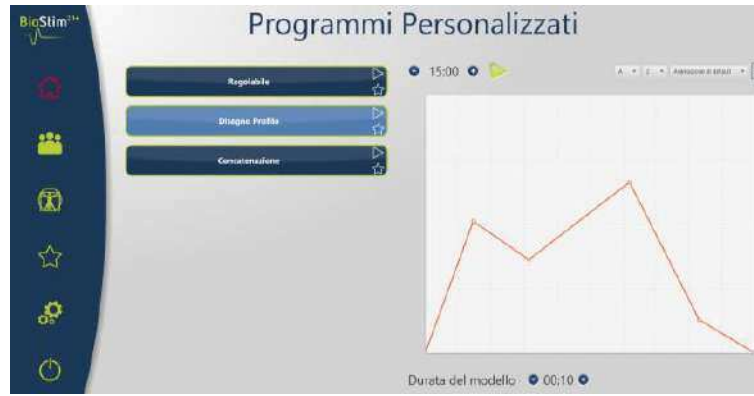 BioStim
Programmi Personalizzati
Regolabile
Disegno Profilo
Concatenazione
15:00
Durata del modello 00:10